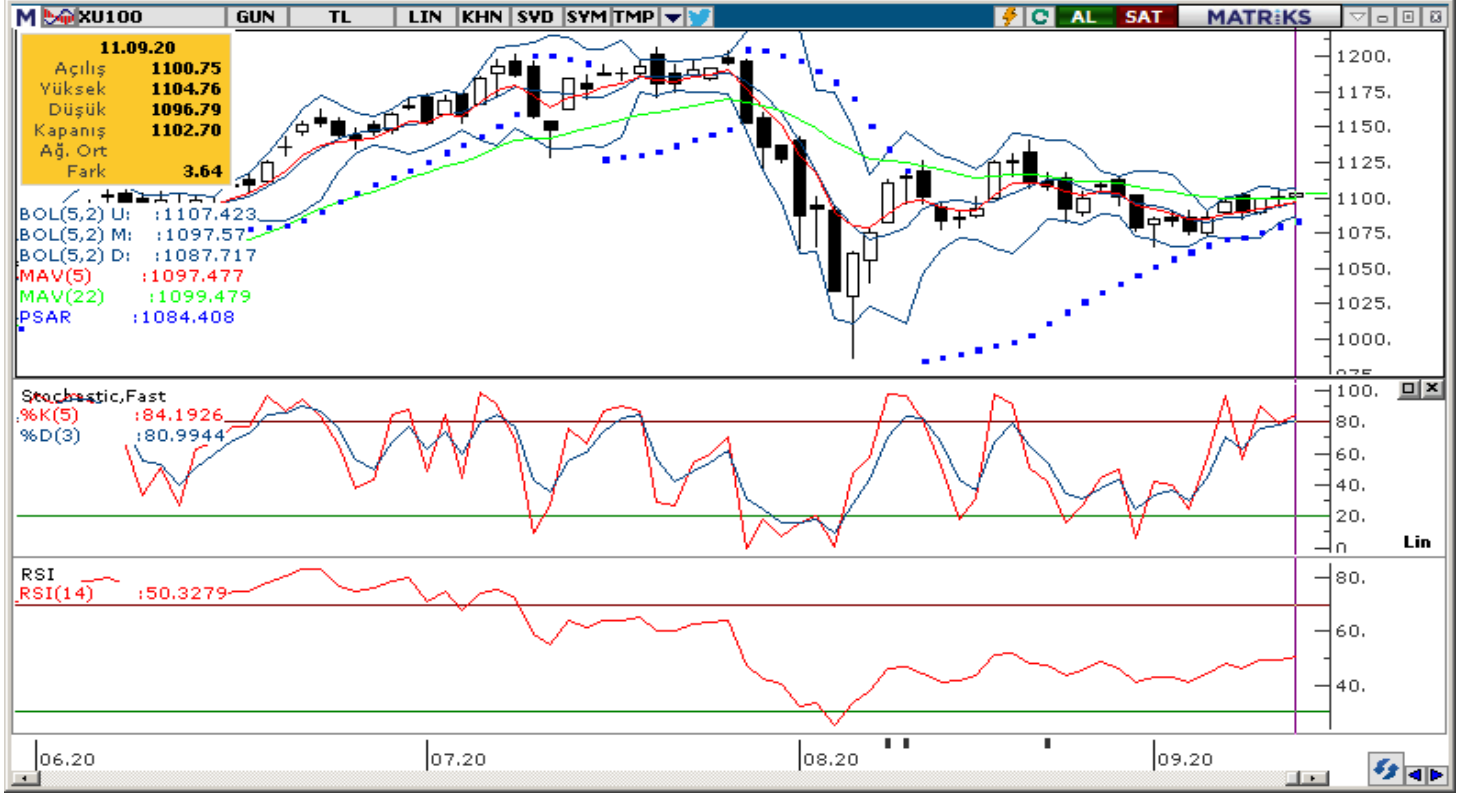 M XU100 GUN TL LIN KHN SVD SYM TMP AL SAT MATRİKS
11.09.20
Açılış 1100.75
Yüksek 1104.76
Düşük 1096.79
Kapanış 1102.70
Ağ. Ort
Fark 3.64
BOL(5,2) U: :1107.423
BOL(5,2) M: :1097.57
BOL(5,2) D: :1087.717
MAV(5) :1097.477
MAV(22) :1099.479
PSAR :1084.408
1200.
1175.
1150.
1125.
1100.
1075.
1050.
1025.
1000.
975
Stochastic,Fast
%K(5) :84.1926
%D(3) :80.9944
100.
80.
60.
40.
20.
0
Lin
RSI
RSI(14) :50.3279
80.
60.
40.
06.20 07.20 08.20 09.20